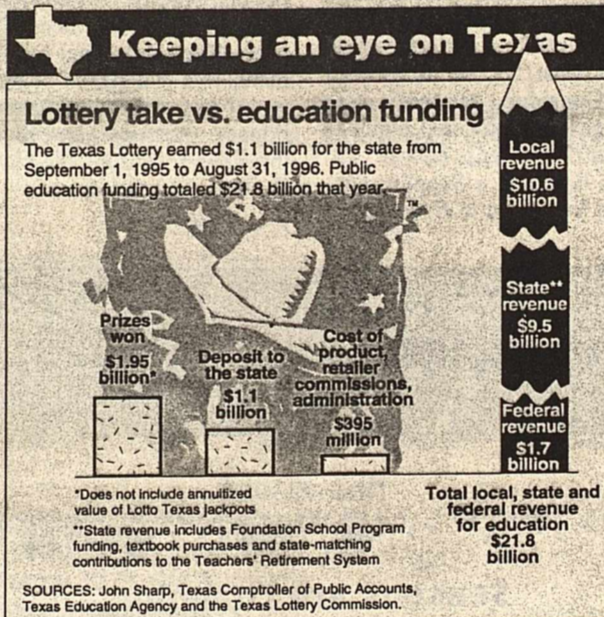 Keeping an eye on Texas
Lottery take vs. education funding
The Texas Lottery earned $1.1 billion for the state from
September 1, 1995 to August 31, 1996. Public
education funding totaled $21.8 billion that year.
TM
Prizes
won
$1.95
billion*
Deposit to
the state
$1.1
billion
Cost of
product,
retailer
commissions,
administration
$395
million
Local
revenue
$10.6
billion
State**
revenue
$9.5
billion
Federal
revenue
$1.7
billion
*Does not include annuitized
value of Lotto Texas jackpots
**State revenue includes Foundation School Program
funding, textbook purchases and state-matching
contributions to the Teachers' Retirement System
Total local, state and
federal revenue
for education
$21.8
billion
SOURCES: John Sharp, Texas Comptroller of Public Accounts,
Texas Education Agency and the Texas Lottery Commission.